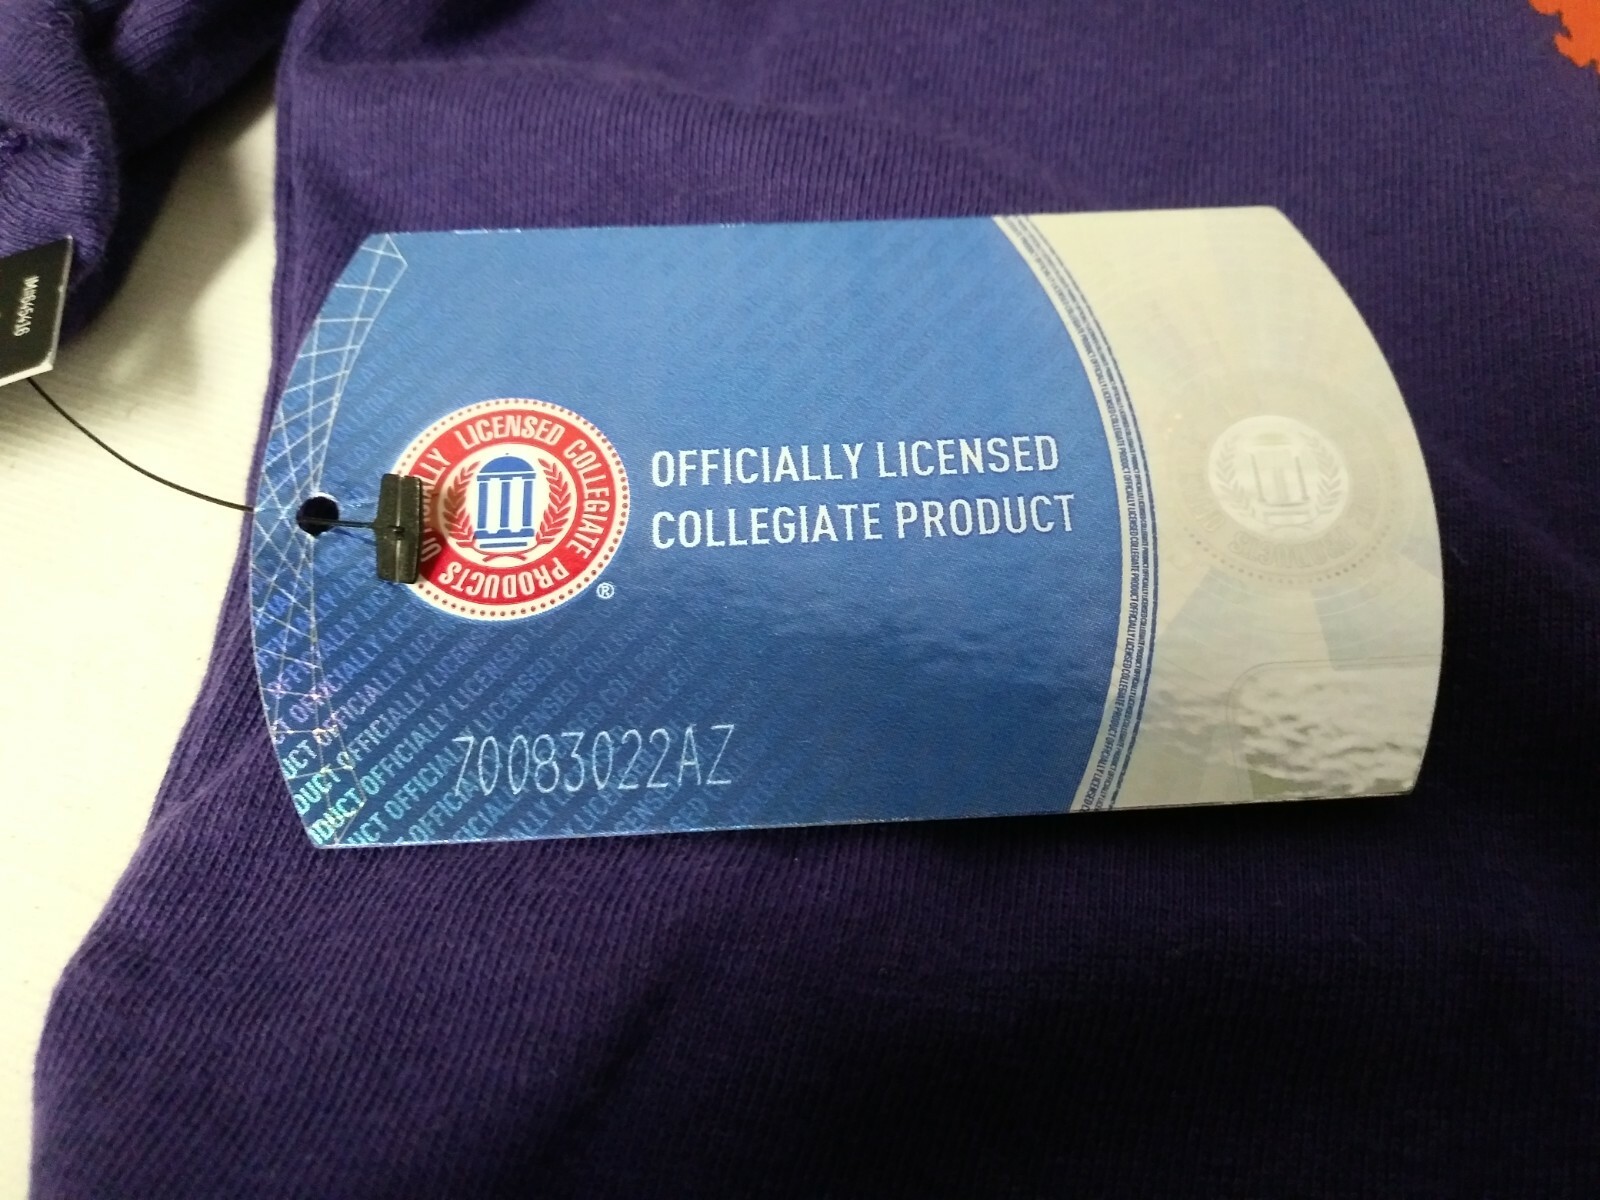 OFFICIALLY LICENSED COLLEGIATE PRODUCTS
®
OFFICIALLY LICENSED
COLLEGIATE PRODUCT
70083022AZ